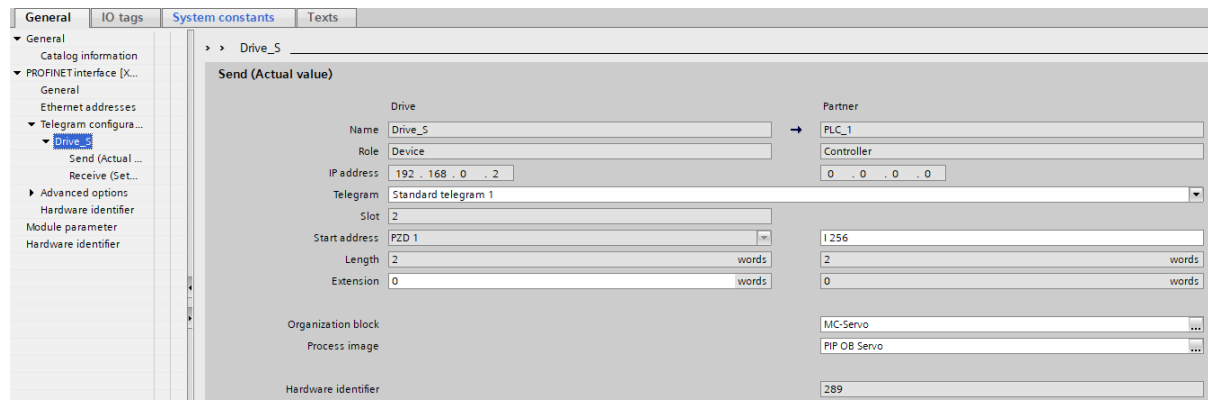 General IO tags System constants Texts
General
Catalog information
PROFINET interface [X...
General
Ethernet addresses
Telegram configura...
Drive_S
Send (Actual ...
Receive (Set...
Advanced options
Hardware identifier
Module parameter
Hardware identifier
Drive_S
Send (Actual value)
Drive Partner
Name Drive_S PLC_1
Role Device Controller
IP address 192 . 168 . 0 . 2 0 . 0 . 0 . 0
Telegram Standard telegram 1
Slot 2
Start address PZD 1 I 256
Length 2 words 2 words
Extension 0 words 0 words
Organization block MC-Servo ...
Process image PIP OB Servo ...
Hardware identifier 289